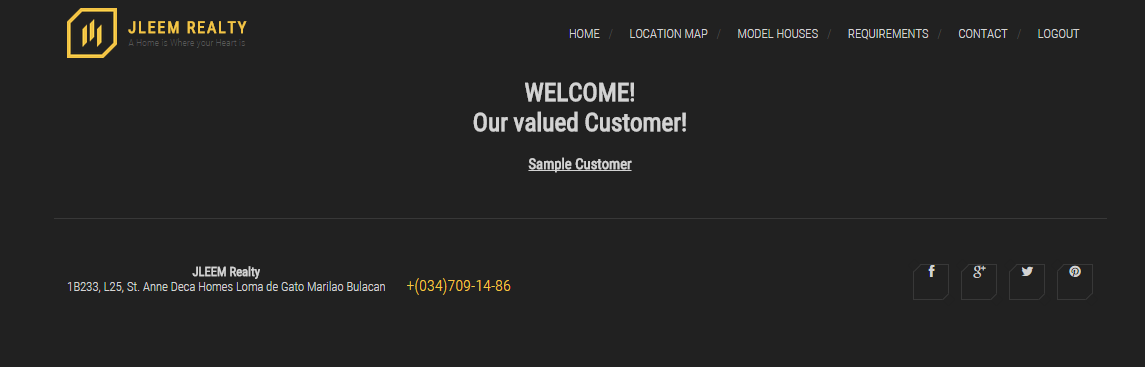 JLEEM REALTY
A Home is Where your Heart is
HOME / LOCATION MAP / MODEL HOUSES / REQUIREMENTS / CONTACT / LOGOUT
WELCOME!
Our valued Customer!
Sample Customer
JLEEM Realty
1B233, L25, St. Anne Deca Homes Loma de Gato Marilao Bulacan
+(034)709-14-86